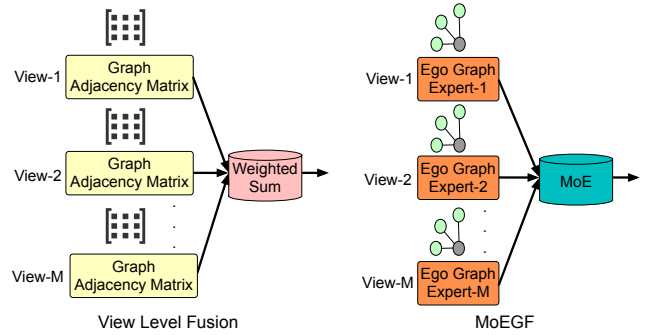 View-1
Graph
Adjacency Matrix
View-2
Graph
Adjacency Matrix
View-M
Graph
Adjacency Matrix
Weighted
Sum
View Level Fusion
View-1
Ego Graph
Expert-1
View-2
Ego Graph
Expert-2
View-M
Ego Graph
Expert-M
MoE
MoEGF